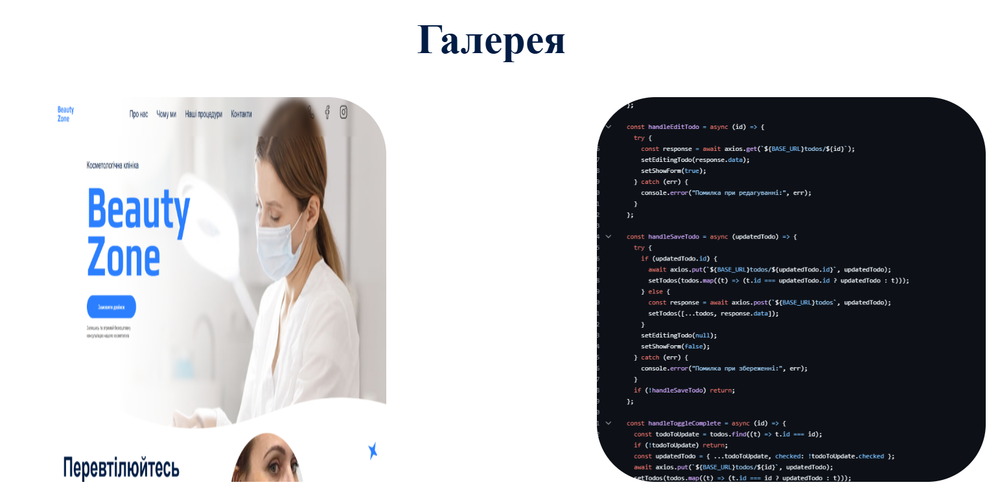 Галерея
Beauty
Zone
Про нас Чому ми Наші процедури Контакти
Косметологічна клініка
Beauty
Zone
Замовити дзвінок
Запишись та отримай безкоштовну
консультацію нашого косметолога
Перевтілюйтесь
};
const handleEditTodo = async (id) => {
try {
const response = await axios.get(`${BASE_URL}todos/${id}`);
setEditingTodo(response.data);
setShowForm(true);
} catch (err) {
console.error("Помилка при редагуванні:", err);
}
};
const handleSaveTodo = async (updatedTodo) => {
try {
if (updatedTodo.id) {
await axios.put(`${BASE_URL}todos/${updatedTodo.id}`, updatedTodo);
setTodos(todos.map((t) => (t.id === updatedTodo.id ? updatedTodo : t)));
} else {
const response = await axios.post(`${BASE_URL}todos`, updatedTodo);
setTodos([...todos, response.data]);
}
setEditingTodo(null);
setShowForm(false);
} catch (err) {
console.error("Помилка при збереженні:", err);
}
if (!handleSaveTodo) return;
};
const handleToggleComplete = async (id) => {
const todoToUpdate = todos.find((t) => t.id === id);
if (!todoToUpdate) return;
const updatedTodo = { ...todoToUpdate, checked: !todoToUpdate.checked };
await axios.put(`${BASE_URL}todos/${id}`, updatedTodo);
setTodos(todos.map((t) => (t.id === id ? updatedTodo : t)));